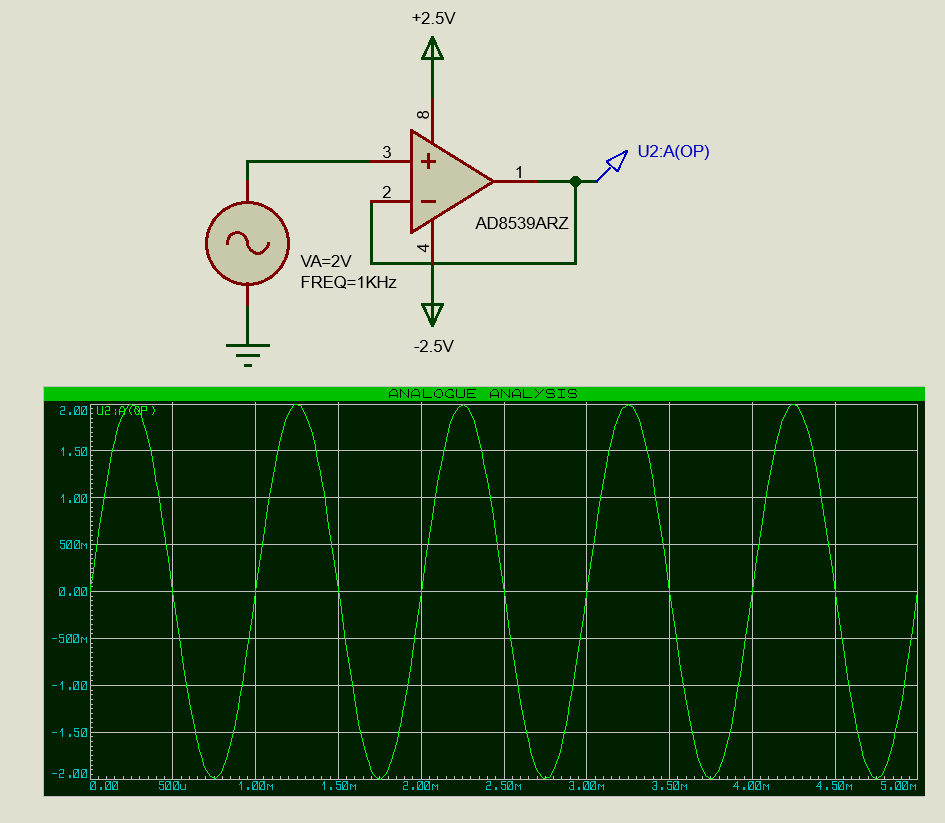 +2.5V
8
3
2
1
4
U2:A(OP)
AD8539ARZ
VA=2V
FREQ=1KHz
-2.5V
ANALOGUE ANALYSIS
U2:A(OP)
2.00
1.50
1.00
500m
0.00
-500m
-1.00
-1.50
-2.00
0.00 500u 1.00m 1.50m 2.00m 2.50m 3.00m 3.50m 4.00m 4.50m 5.00m